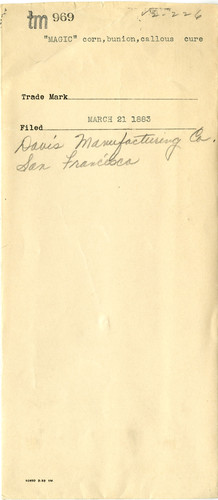 tm 969
"MAGIC" corn,bunion,callous cure
Trade Mark
Filed MARCH 21 1883
Davis Manufacturing Co.
San Francisco